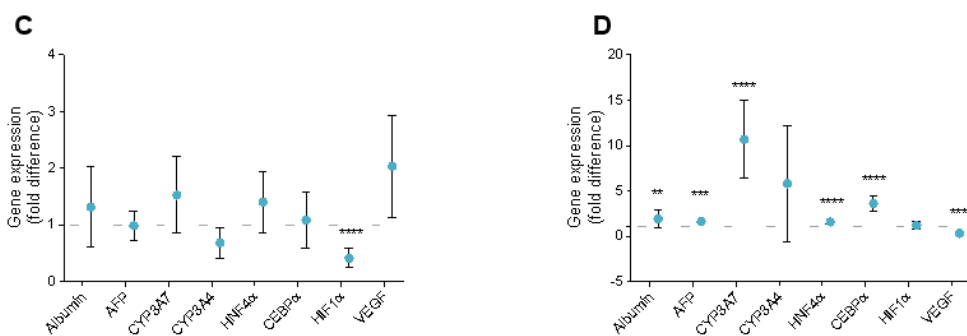 C
Gene expression
(fold difference)
4
3
2
1
0
****
Albumin
AFP
CYP3A7
CYP3A4
HNF4α
CEBPα
HIF1α
VEGF
D
Gene expression
(fold difference)
20
15
10
5
0
-5
**
***
****
****
****
***
Albumin
AFP
CYP3A7
CYP3A4
HNF4α
CEBPα
HIF1α
VEGF